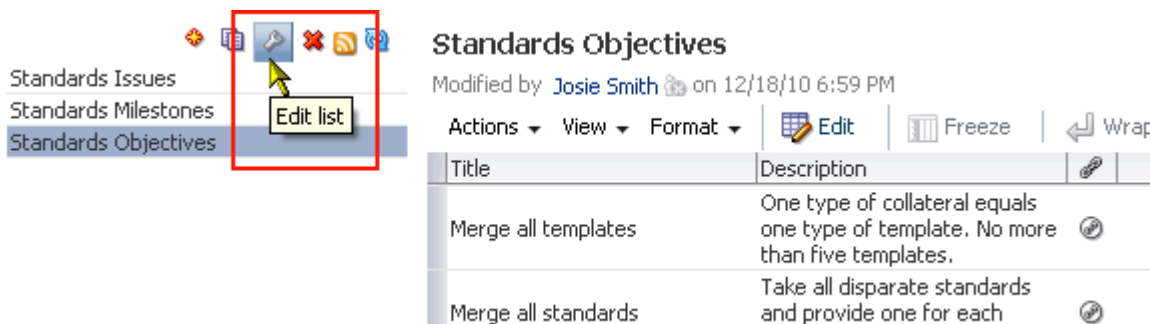 Standards Issues
Standards Milestones
Standards Objectives
Edit list
Standards Objectives
Modified by Josie Smith on 12/18/10 6:59 PM
Actions View Format Edit Freeze Wrap
Title Description
Merge all templates
One type of collateral equals
one type of template. No more
than five templates.
Merge all standards
Take all disparate standards
and provide one for each